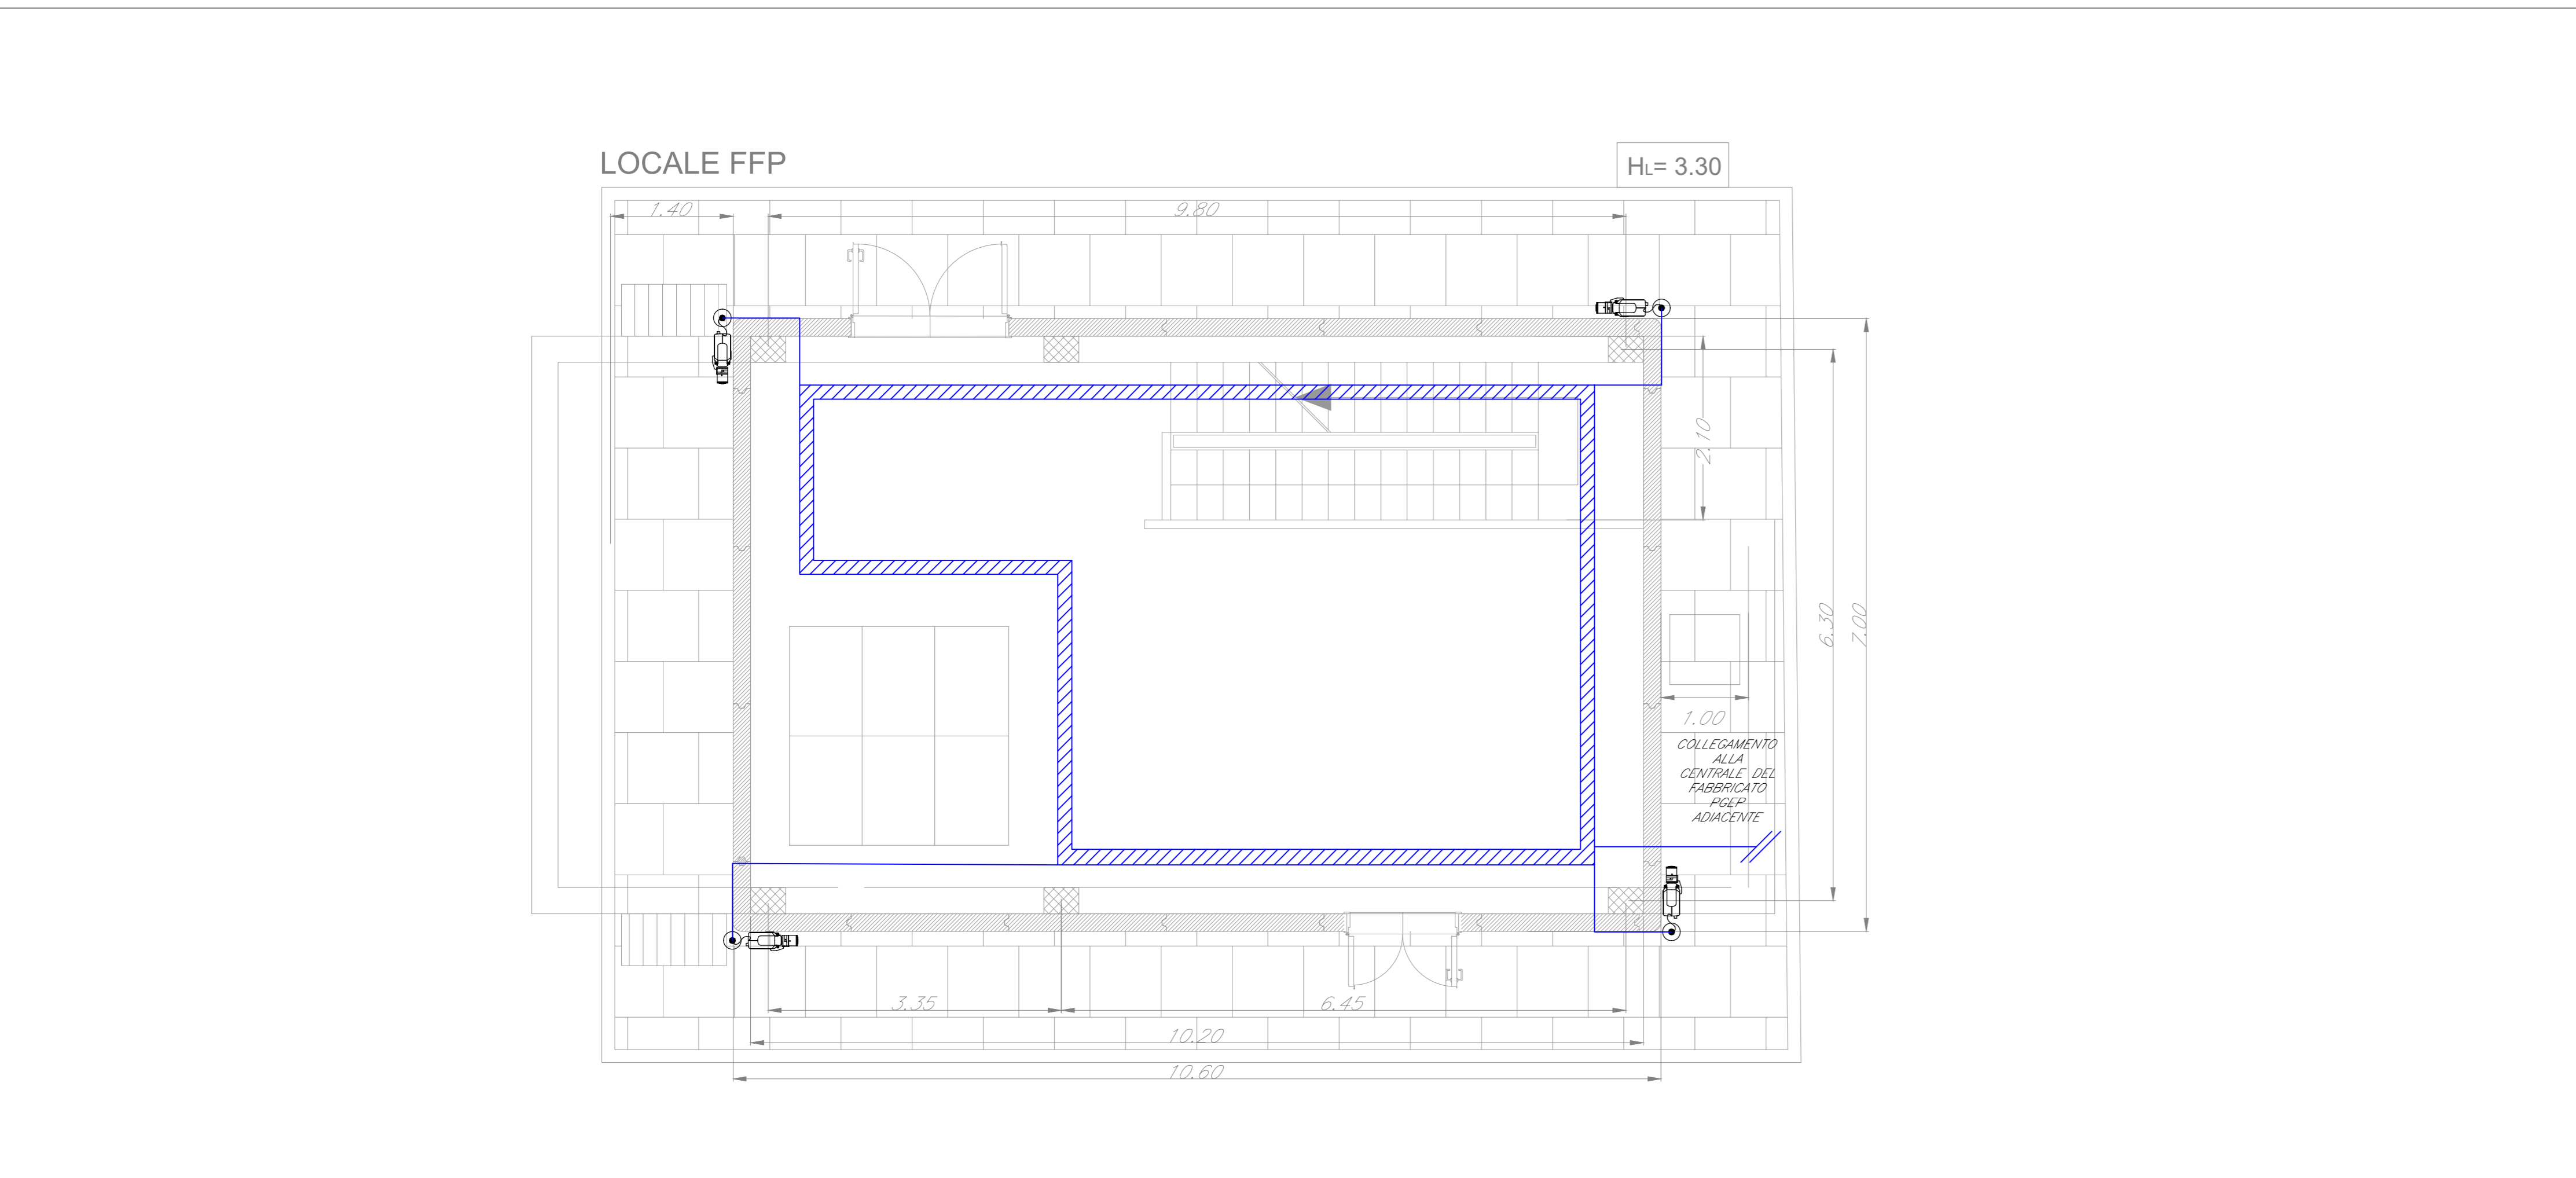 LOCALE FFP
HL= 3.30
1.40
9.80
2.10
6.30
7.00
1.00
COLLEGAMENTO
ALLA
CENTRALE DEL
FABBRICATO
PGEP
ADIACENTE
3.35
6.45
10.20
10.60